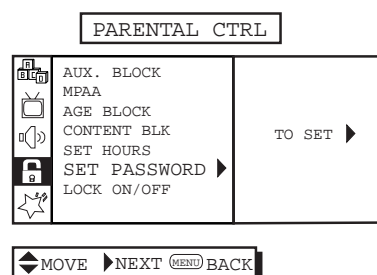 PARENTAL CTRL
AUX. BLOCK
MPAA
AGE BLOCK
CONTENT BLK
SET HOURS
SET PASSWORD
LOCK ON/OFF
TO SET
MOVE NEXT MENU BACK